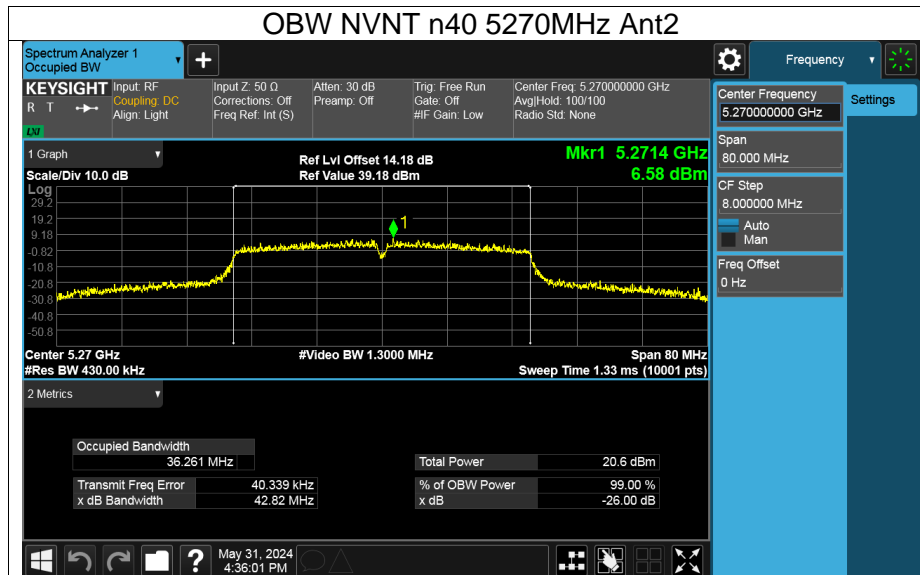 OBW NVNT n40 5270MHz Ant2
Spectrum Analyzer 1
Occupied BW
+
Frequency
KEYSIGHT
R T
LXI
Input: RF
Coupling: DC
Align: Light
Input Z: 50 Ω
Corrections: Off
Freq Ref: Int (S)
Atten: 30 dB
Preamp: Off
Trig: Free Run
Gate: Off
#IF Gain: Low
Center Freq: 5.270000000 GHz
Avg|Hold: 100/100
Radio Std: None
Center Frequency
5.270000000 GHz
Settings
Span
80.000 MHz
CF Step
8.000000 MHz
Auto
Man
Freq Offset
0 Hz
1 Graph
Scale/Div 10.0 dB
Ref Lvl Offset 14.18 dB
Ref Value 39.18 dBm
Mkr1 5.2714 GHz
6.58 dBm
Log
29.2
19.2
9.18
-0.82
-10.8
-20.8
-30.8
-40.8
-50.8
1
Center 5.27 GHz
#Video BW 1.3000 MHz
Span 80 MHz
#Res BW 430.00 kHz
Sweep Time 1.33 ms (10001 pts)
2 Metrics
Occupied Bandwidth
36.261 MHz
Total Power 20.6 dBm
Transmit Freq Error 40.339 kHz
% of OBW Power 99.00 %
x dB Bandwidth 42.82 MHz
x dB -26.00 dB
?
May 31, 2024
4:36:01 PM